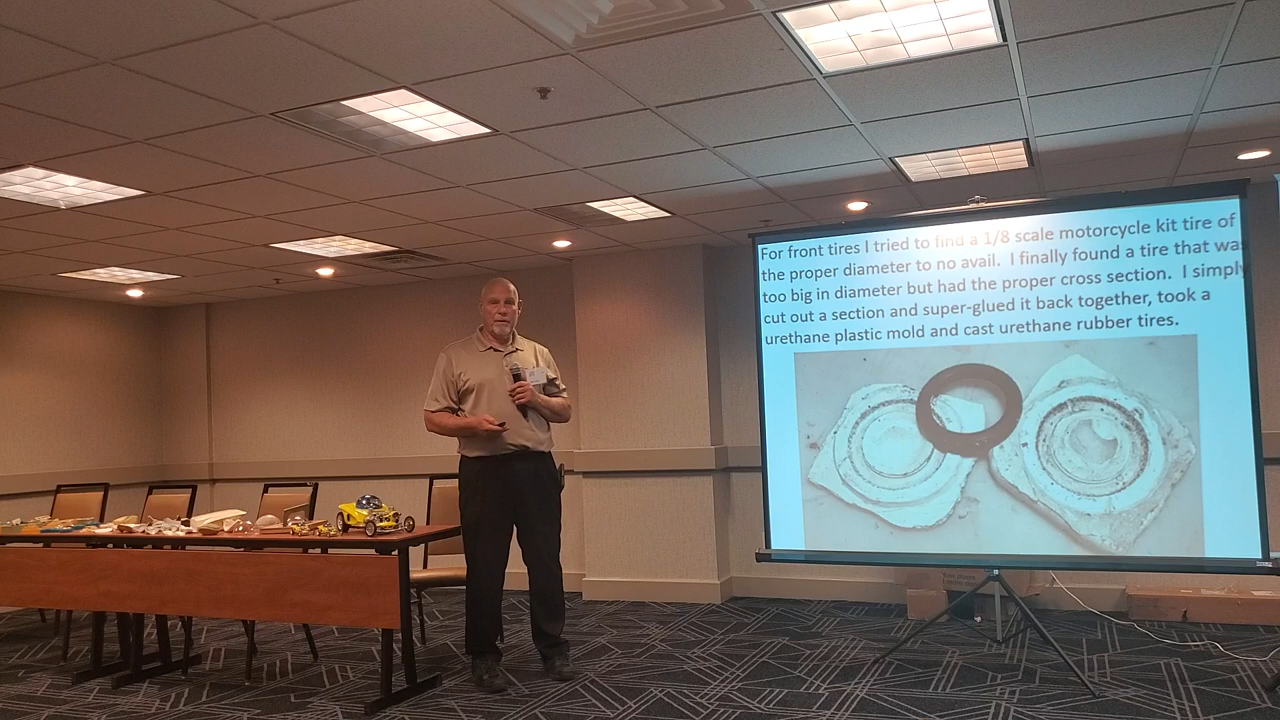 For front tires I tried to find a 1/8 scale motorcycle kit tire of
the proper diameter to no avail.  I finally found a tire that was
too big in diameter but had the proper cross section.  I simply
cut out a section and super-glued it back together, took a
urethane plastic mold and cast urethane rubber tires.